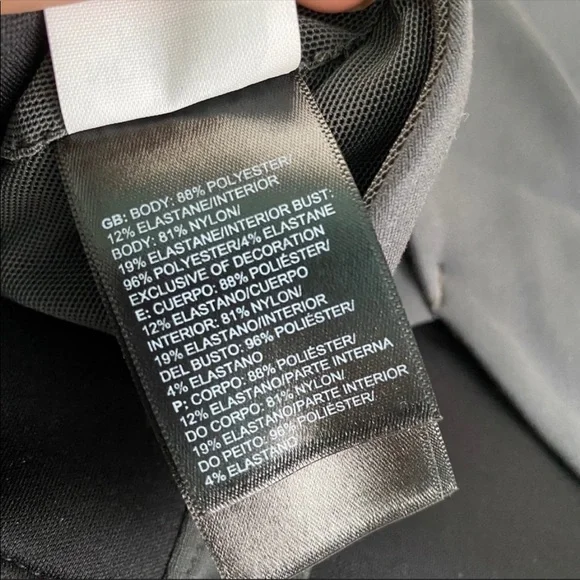 GB: BODY: 88% POLYESTER/
12% ELASTANE/INTERIOR
BODY: 81% NYLON/
19% ELASTANE/INTERIOR BUST:
96% POLYESTER/4% ELASTANE
EXCLUSIVE OF DECORATION
E: CUERPO: 88% POLIÉSTER/
12% ELASTANO/CUERPO
INTERIOR: 81% NYLON/
19% ELASTANO/INTERIOR
DEL BUSTO: 96% POLIÉSTER/
4% ELASTANO
P: CORPO: 88% POLIÉSTER/
12% ELASTANO/PARTE INTERNA
DO CORPO: 81% NYLON/
19% ELASTANO/PARTE INTERIOR
DO PEITO: 96% POLIÉSTER/
4% ELASTANO